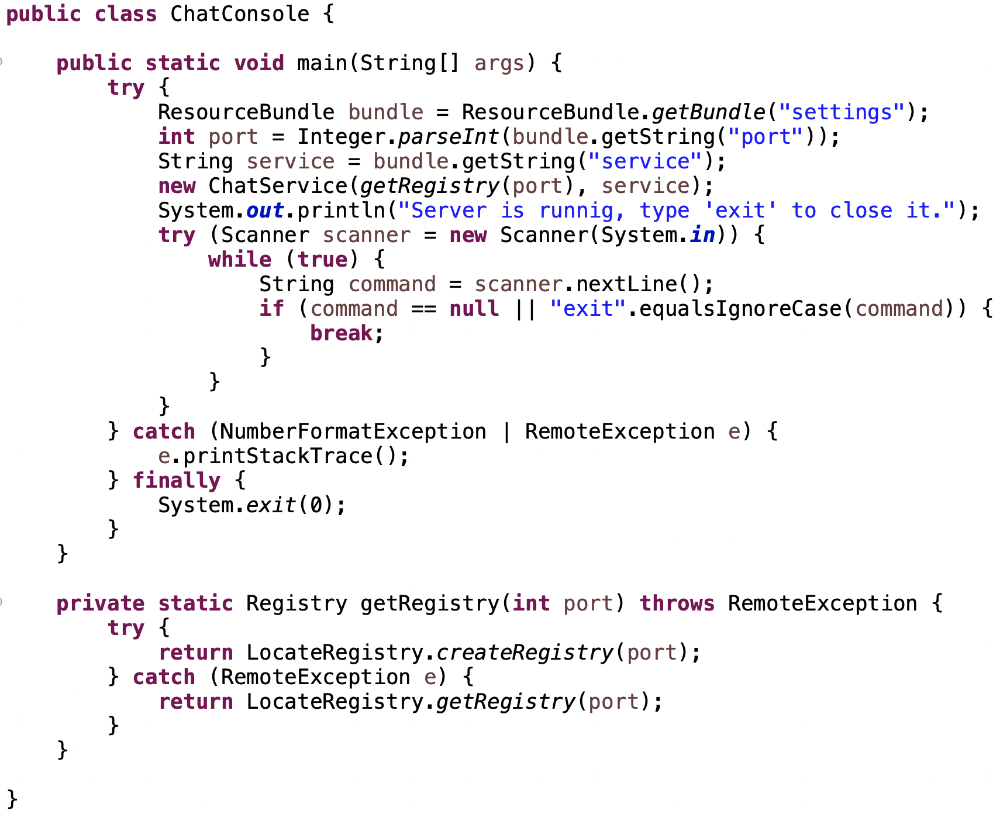 public class ChatConsole {
    public static void main(String[] args) {
        try {
            ResourceBundle bundle = ResourceBundle.getBundle("settings");
            int port = Integer.parseInt(bundle.getString("port"));
            String service = bundle.getString("service");
            new ChatService(getRegistry(port), service);
            System.out.println("Server is runnig, type 'exit' to close it.");
            try (Scanner scanner = new Scanner(System.in)) {
                while (true) {
                    String command = scanner.nextLine();
                    if (command == null || "exit".equalsIgnoreCase(command)) {
                        break;
                    }
                }
            }
        } catch (NumberFormatException | RemoteException e) {
            e.printStackTrace();
        } finally {
            System.exit(0);
        }
    }
    private static Registry getRegistry(int port) throws RemoteException {
        try {
            return LocateRegistry.createRegistry(port);
        } catch (RemoteException e) {
            return LocateRegistry.getRegistry(port);
        }
    }
}